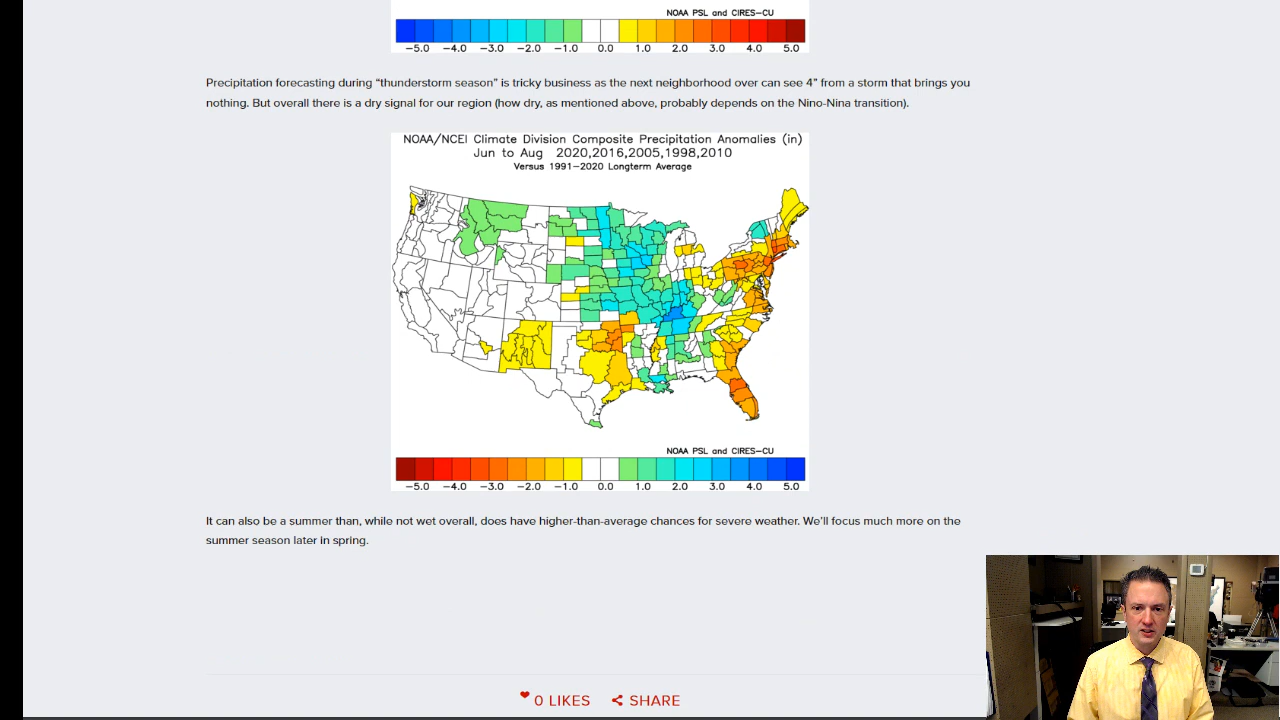 NOAA PSL and CIRES-CU
-5.0 -4.0 -3.0 -2.0 -1.0 0.0 1.0 2.0 3.0 4.0 5.0
Precipitation forecasting during “thunderstorm season” is tricky business as the next neighborhood over can see 4” from a storm that brings you
nothing. But overall there is a dry signal for our region (how dry, as mentioned above, probably depends on the Nino-Nina transition).
NOAA/NCEI Climate Division Composite Precipitation Anomalies (in)
Jun to Aug 2020,2016,2005,1998,2010
Versus 1991-2020 Longterm Average
NOAA PSL and CIRES-CU
-5.0 -4.0 -3.0 -2.0 -1.0 0.0 1.0 2.0 3.0 4.0 5.0
It can also be a summer than, while not wet overall, does have higher-than-average chances for severe weather. We’ll focus much more on the
summer season later in spring.
0 LIKES SHARE